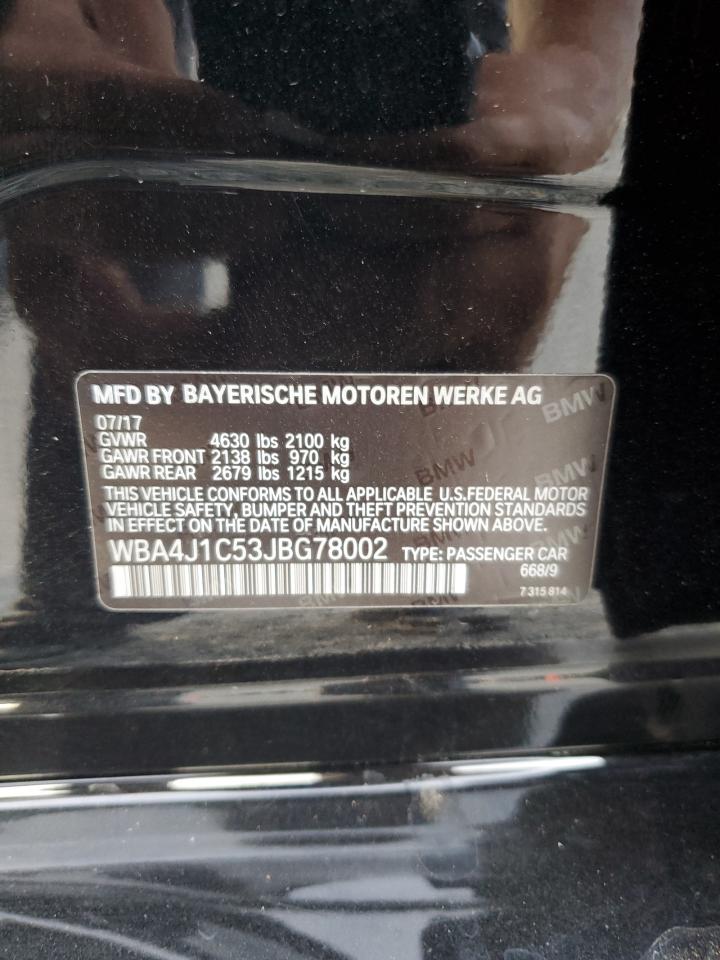 MFD BY BAYERISCHE MOTOREN WERKE AG
07/17
GVWR 4630 lbs 2100 kg
GAWR FRONT 2138 lbs 970 kg
GAWR REAR 2679 lbs 1215 kg
THIS VEHICLE CONFORMS TO ALL APPLICABLE U.S.FEDERAL MOTOR
VEHICLE SAFETY, BUMPER AND THEFT PREVENTION STANDARDS
IN EFFECT ON THE DATE OF MANUFACTURE SHOWN ABOVE.
WBA4J1C53JBG78002 TYPE: PASSENGER CAR
668/9
7 315 814
BMW
BMW